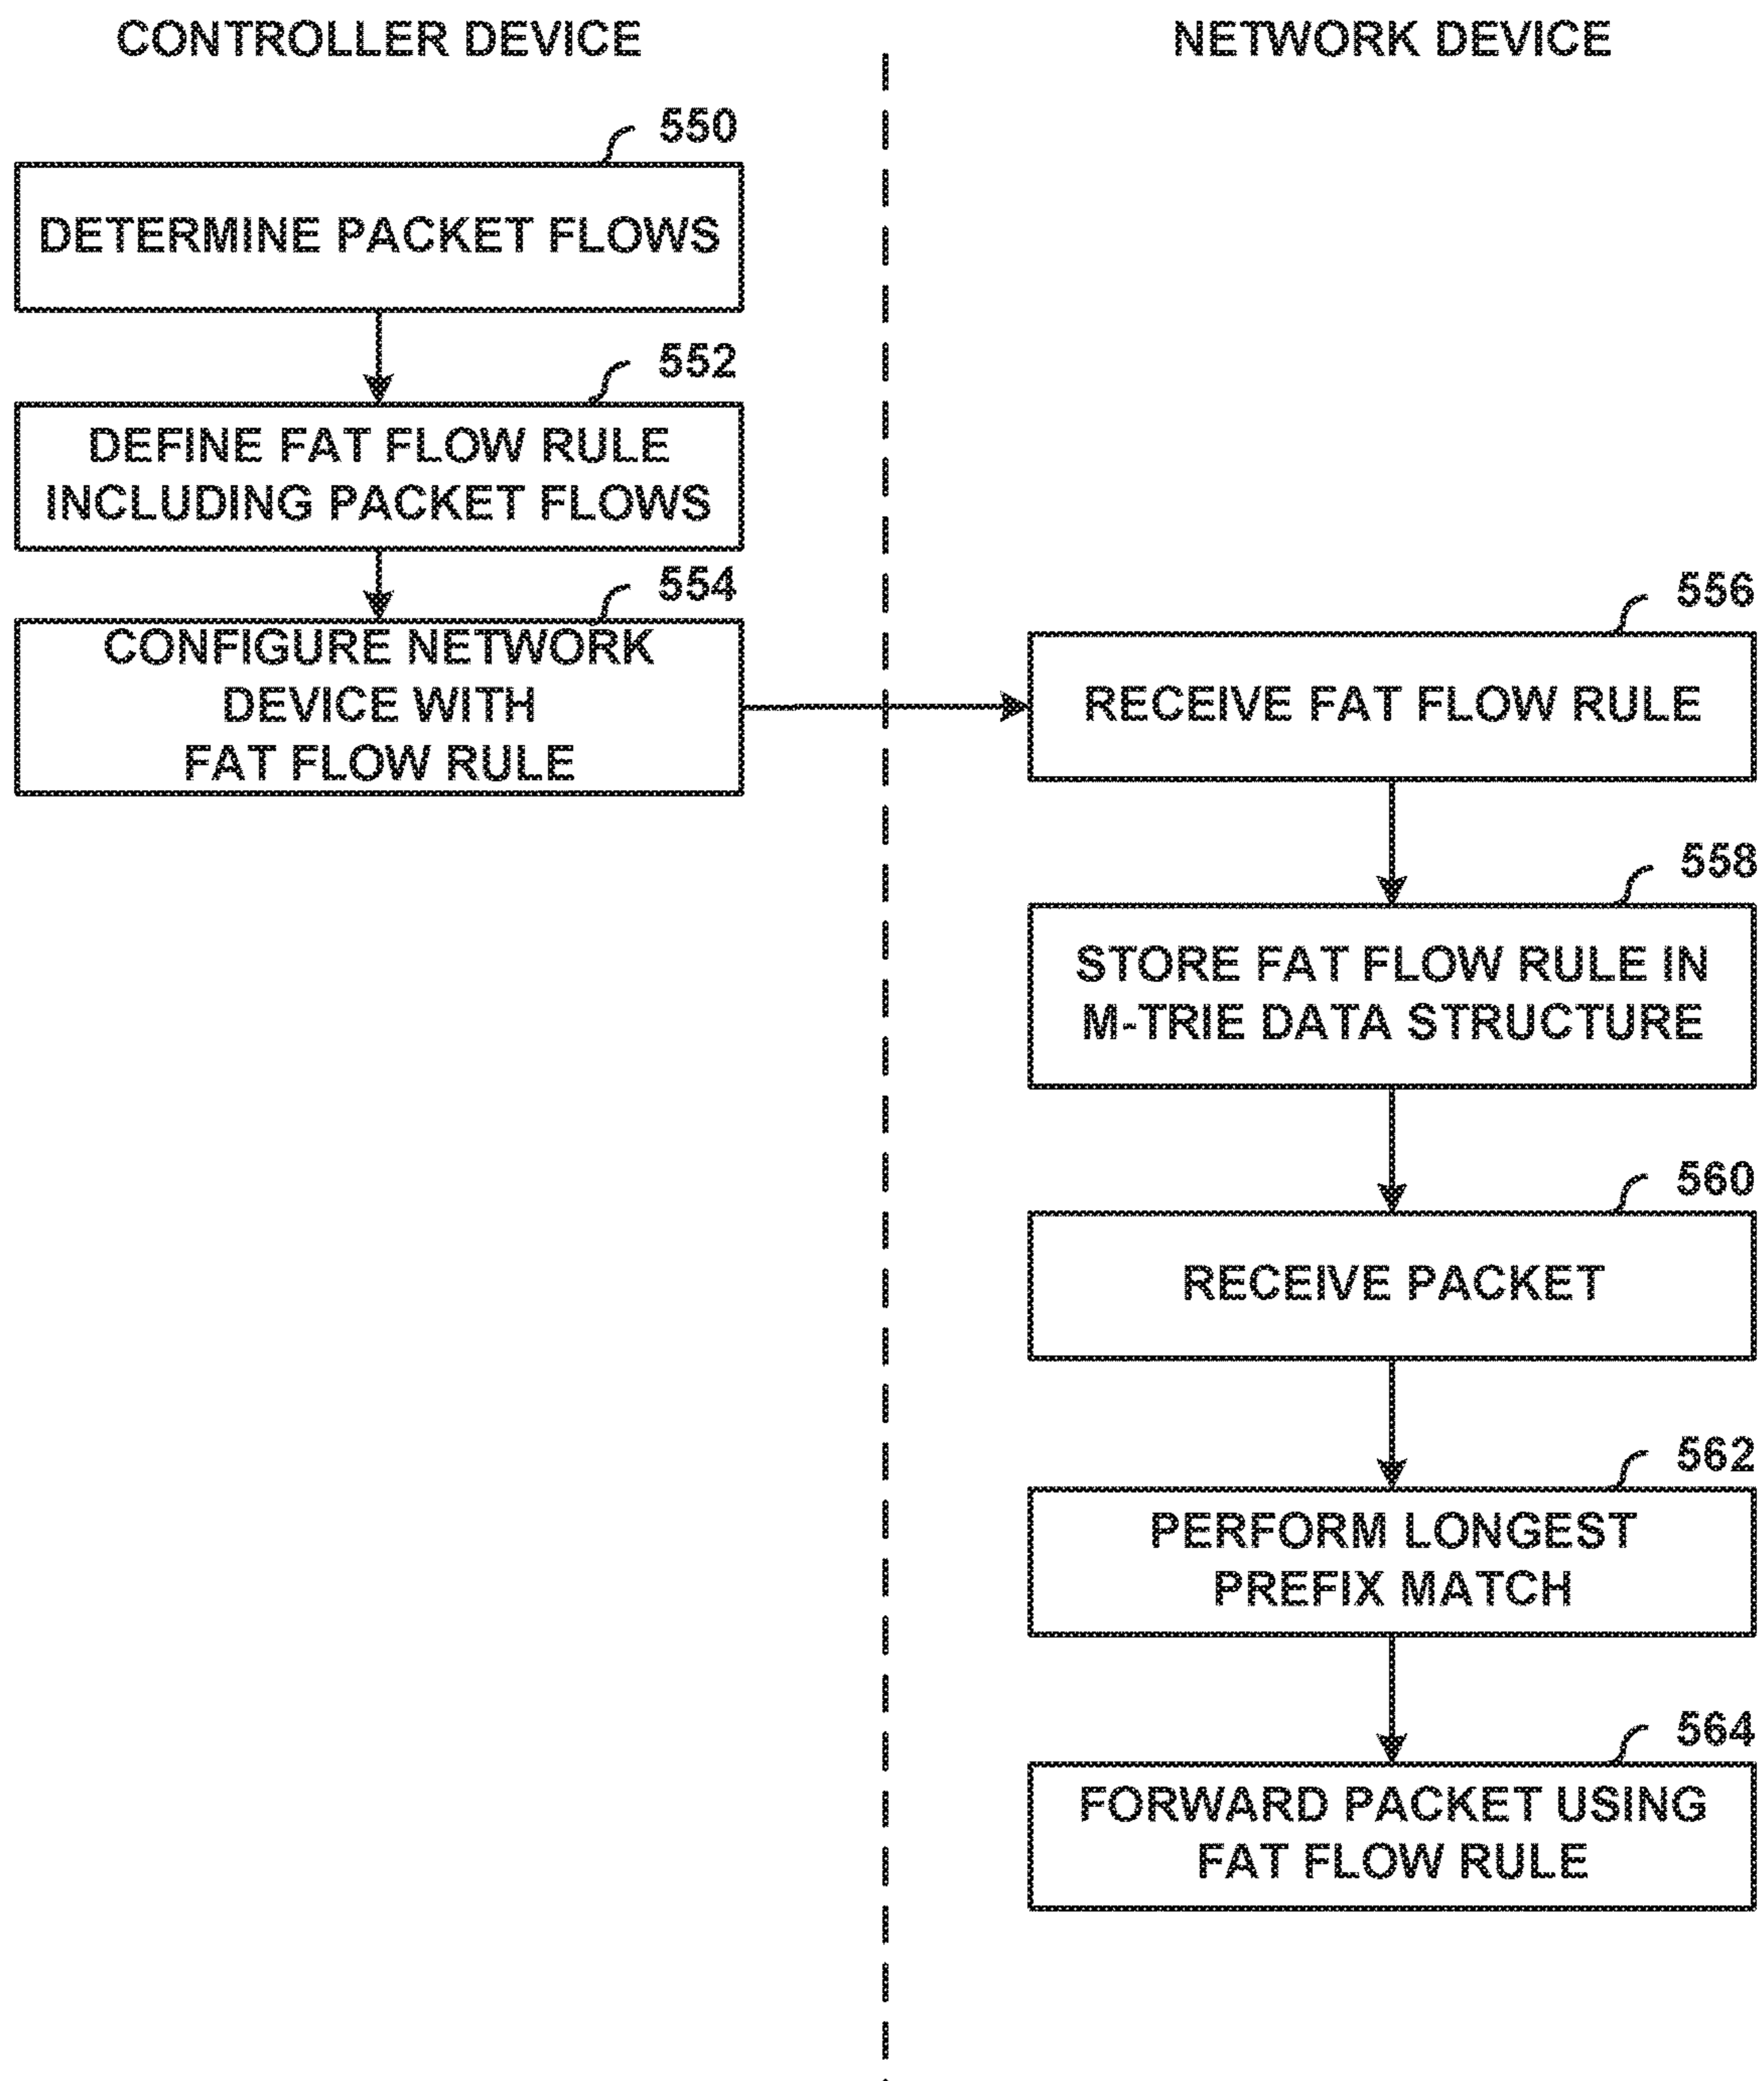 CONTROLLER DEVICE
NETWORK DEVICE
550
DETERMINE PACKET FLOWS
552
DEFINE FAT FLOW RULE
INCLUDING PACKET FLOWS
554
CONFIGURE NETWORK
DEVICE WITH
FAT FLOW RULE
556
RECEIVE FAT FLOW RULE
558
STORE FAT FLOW RULE IN
M-TRIE DATA STRUCTURE
560
RECEIVE PACKET
562
PERFORM LONGEST
PREFIX MATCH
564
FORWARD PACKET USING
FAT FLOW RULE